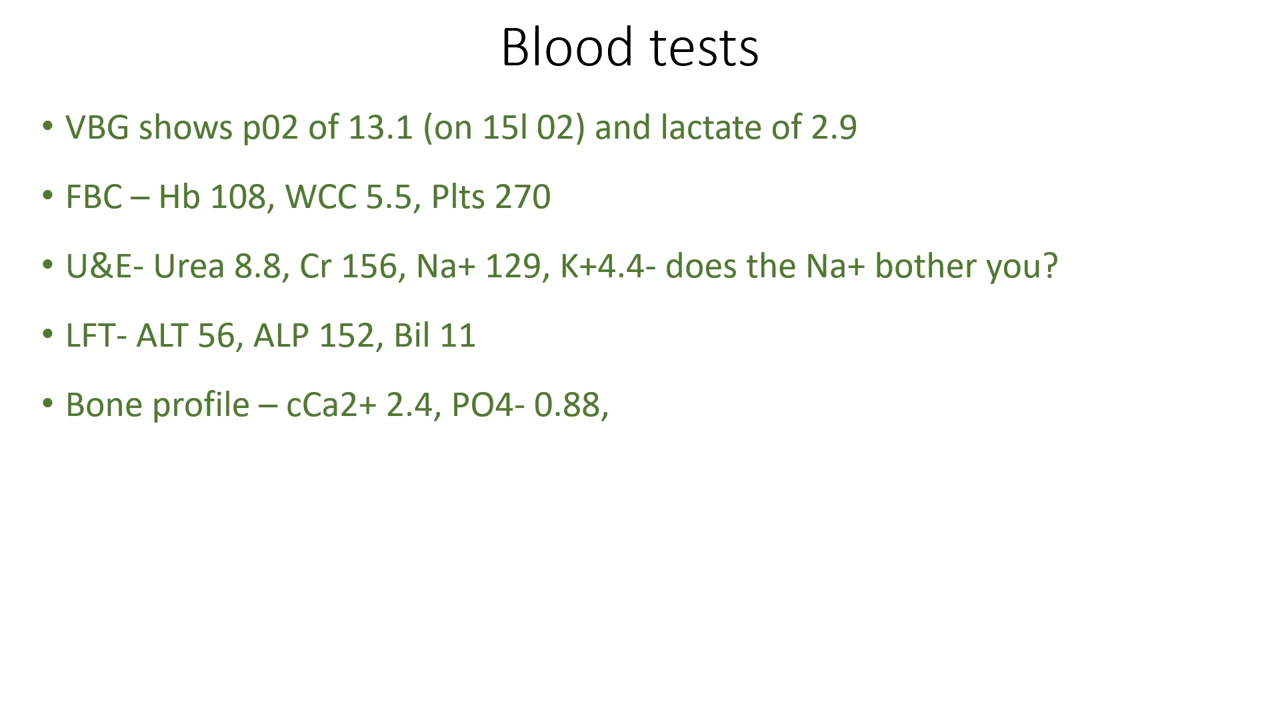 Blood tests
• VBG shows p02 of 13.1 (on 15l 02) and lactate of 2.9
• FBC – Hb 108, WCC 5.5, Plts 270
• U&E- Urea 8.8, Cr 156, Na+ 129, K+4.4- does the Na+ bother you?
• LFT- ALT 56, ALP 152, Bil 11
• Bone profile – cCa2+ 2.4, PO4- 0.88,